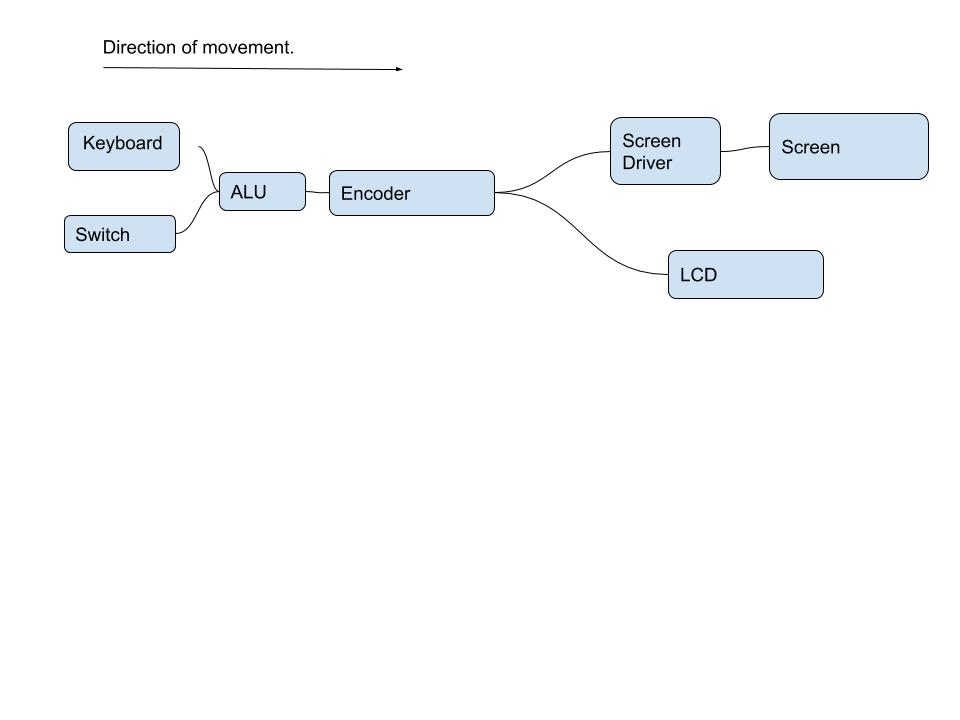 Direction of movement.
Keyboard
Switch
ALU
Encoder
Screen
Driver
Screen
LCD